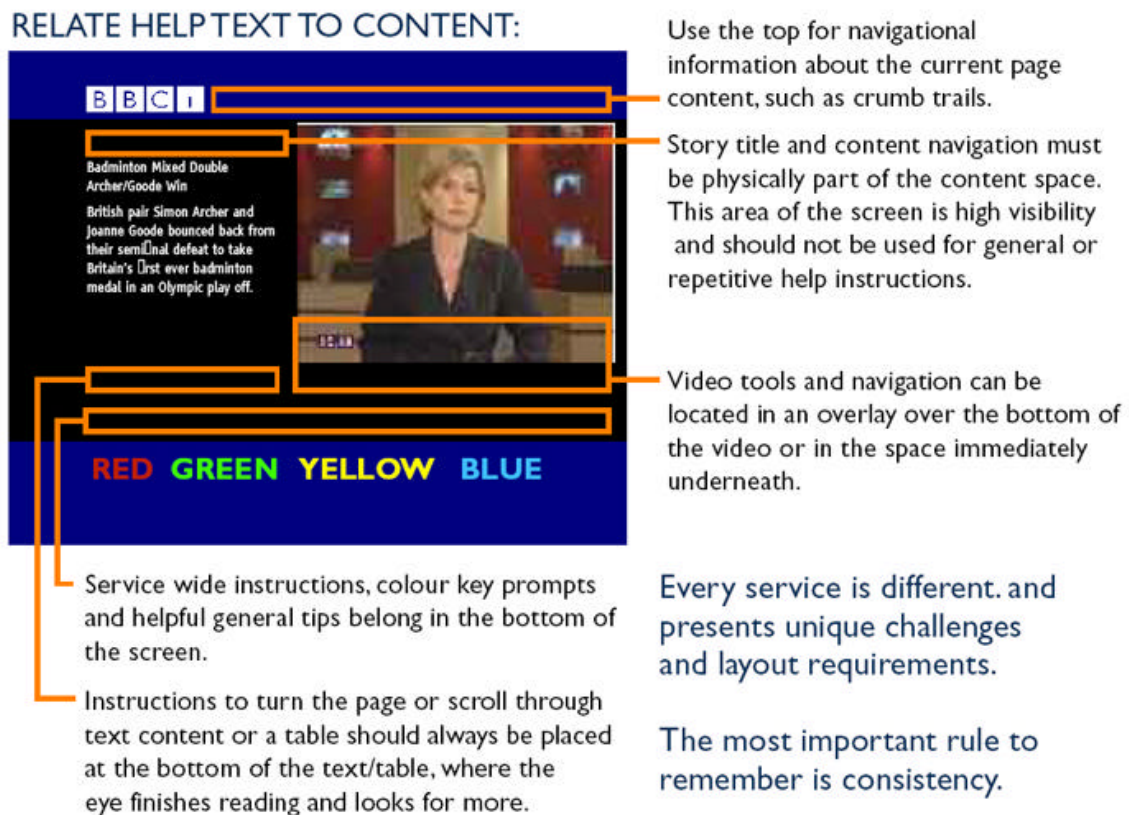 RELATE HELP TEXT TO CONTENT:
BBCi
Badminton Mixed Double
Archer/Goode Win
British pair Simon Archer and
Joanne Goode bounced back from
their semi▯nal defeat to take
Britain's ▯rst ever badminton
medal in an Olympic play off.
RED GREEN YELLOW BLUE
Use the top for navigational
information about the current page
content, such as crumb trails.
Story title and content navigation must
be physically part of the content space.
This area of the screen is high visibility
and should not be used for general or
repetitive help instructions.
Video tools and navigation can be
located in an overlay over the bottom of
the video or in the space immediately
underneath.
Service wide instructions, colour key prompts
and helpful general tips belong in the bottom of
the screen.
Instructions to turn the page or scroll through
text content or a table should always be placed
at the bottom of the text/table, where the
eye finishes reading and looks for more.
Every service is different. and
presents unique challenges
and layout requirements.
The most important rule to
remember is consistency.